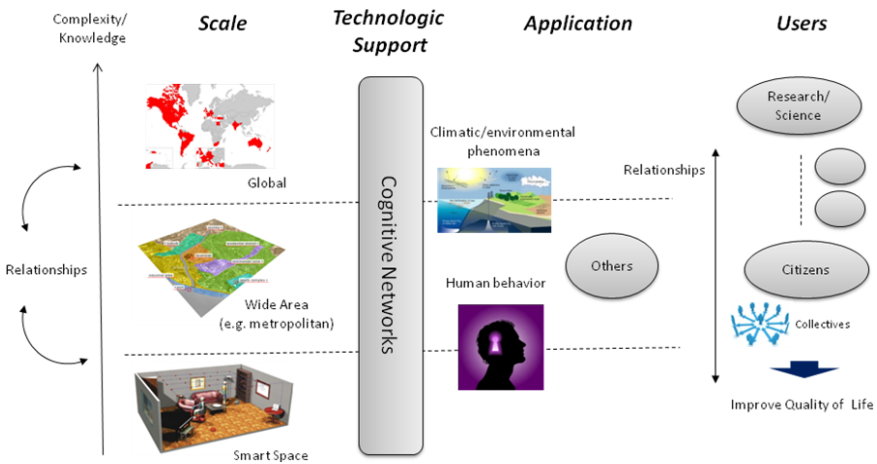 Complexity/
Knowledge
Scale
Technologic
Support
Application
Users
Research/
Science
Climatic/environmental
phenomena
Relationships
Global
Cognitive Networks
Relationships
Others
Citizens
Human behavior
Wide Area
(e.g. metropolitan)
Collectives
Improve Quality of Life
Smart Space